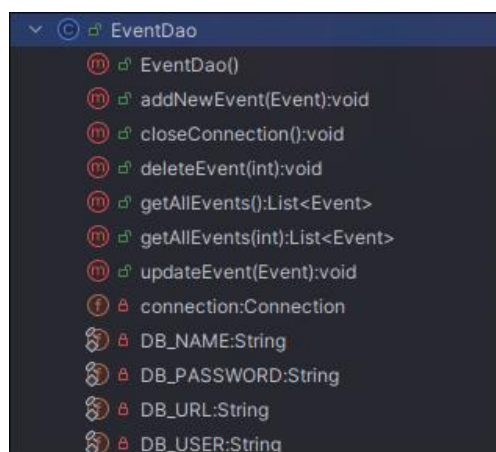 EventDao
EventDao()
addNewEvent(Event):void
closeConnection():void
deleteEvent(int):void
getAllEvents():List<Event>
getAllEvents(int):List<Event>
updateEvent(Event):void
connection:Connection
DB_NAME:String
DB_PASSWORD:String
DB_URL:String
DB_USER:String